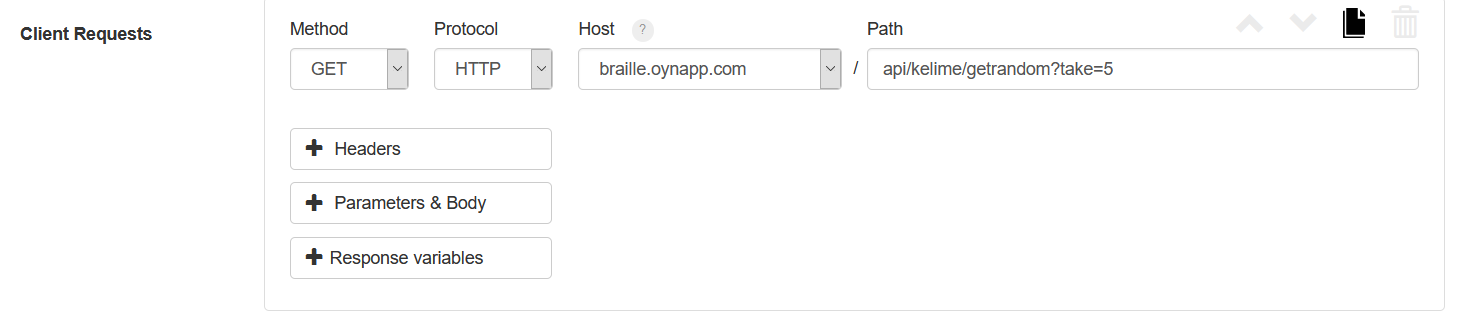 Client Requests
Method Protocol Host ? Path
GET HTTP braille.oynapp.com / api/kelime/getrandom?take=5
Headers
Parameters & Body
Response variables